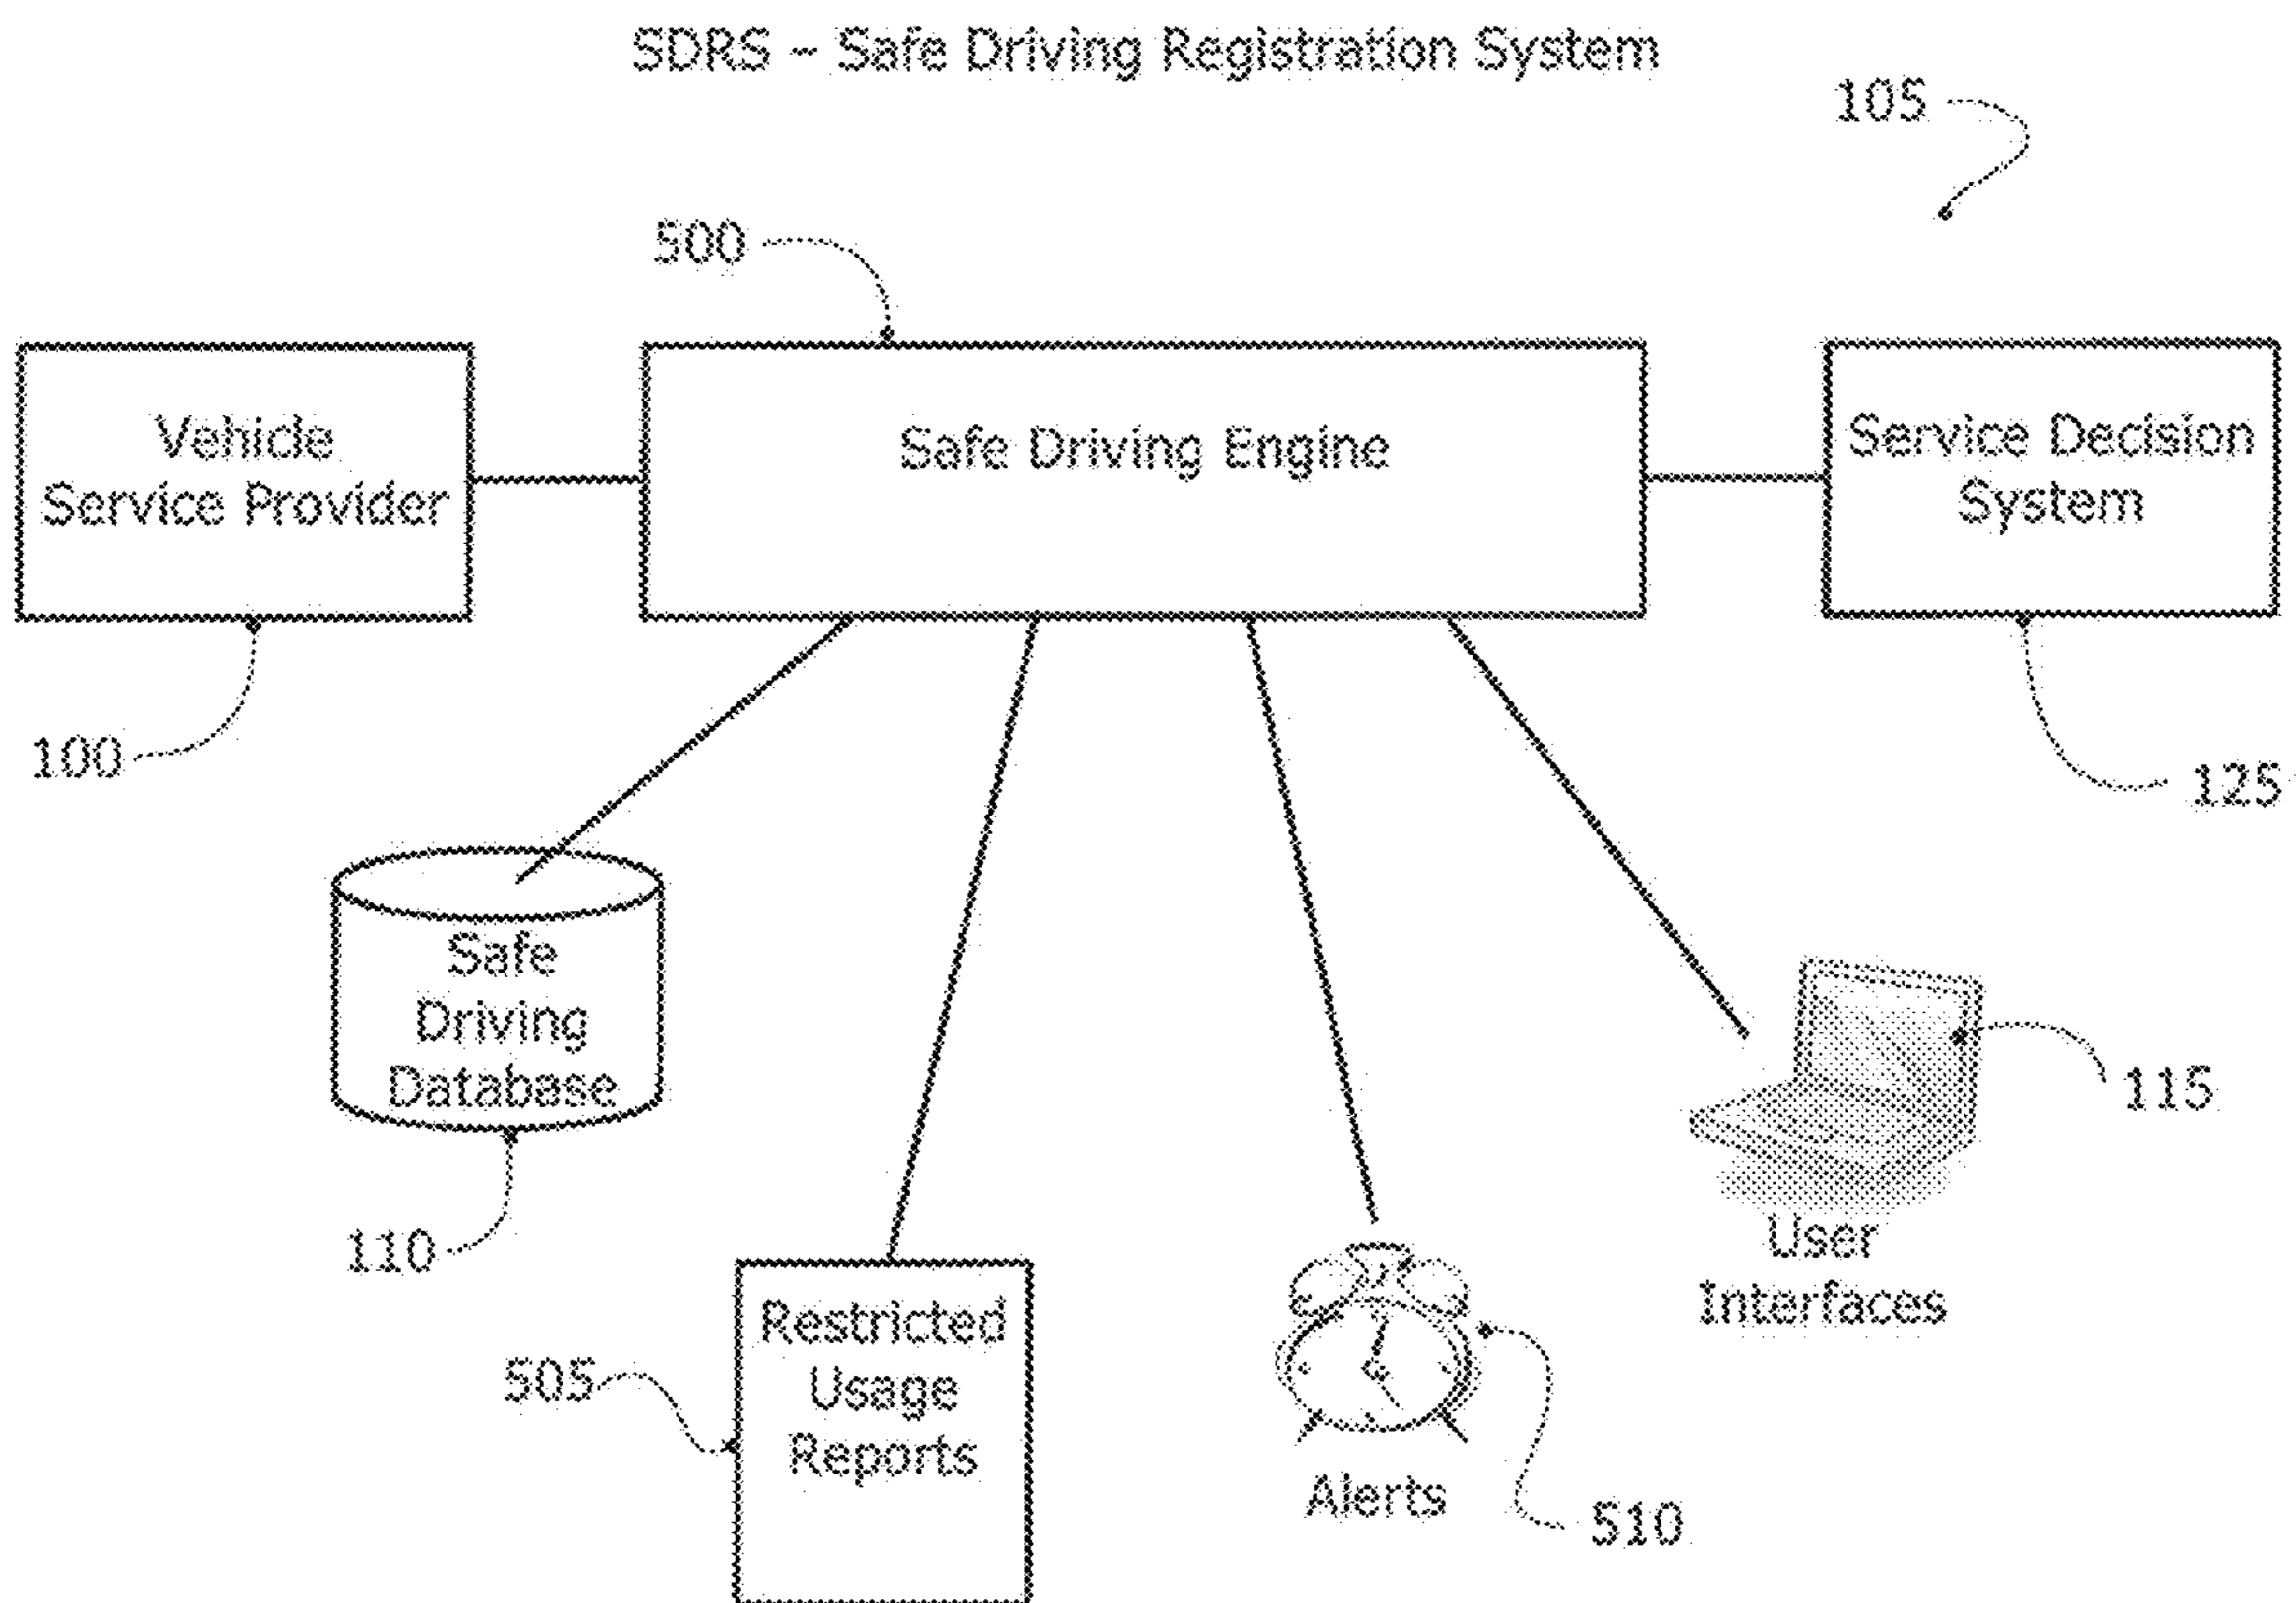 SDRS – Safe Driving Registration System
105
500
Vehicle
Service Provider
Safe Driving Engine
Service Decision
System
100
125
Safe
Driving
Database
115
110
User
Interfaces
Restricted
Usage
Reports
505
Alerts
510